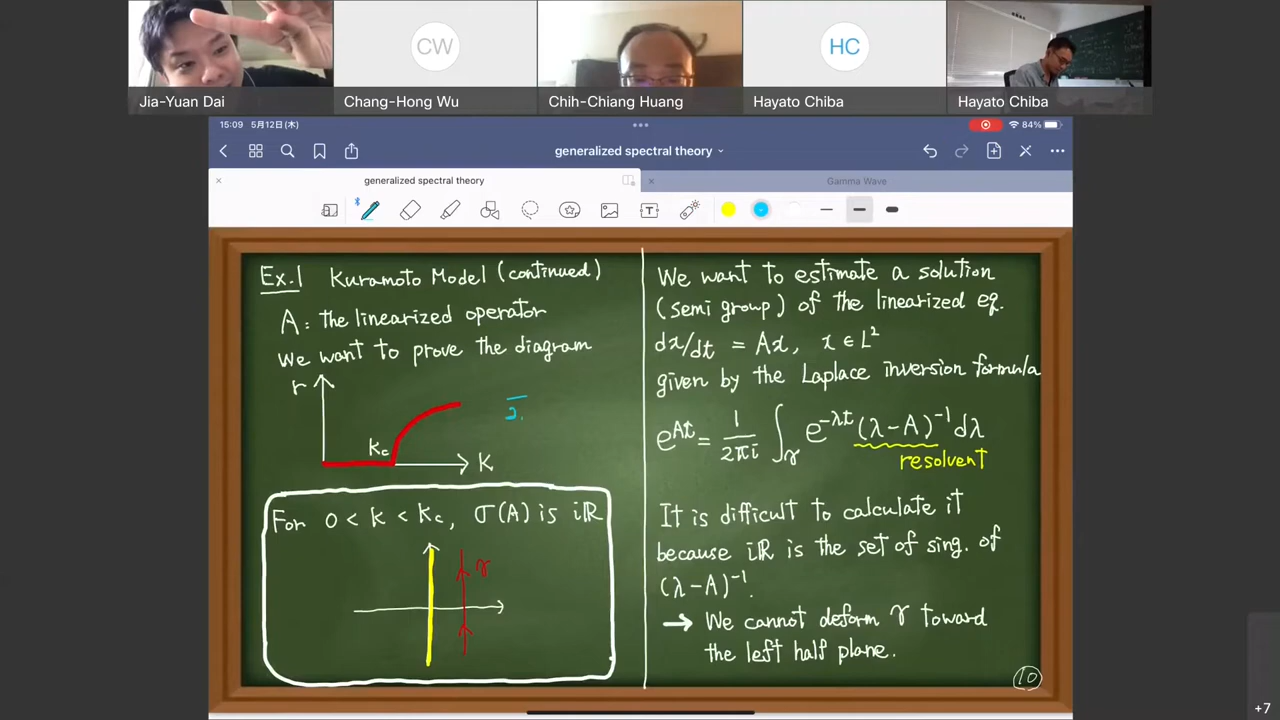 CW
HC
Jia-Yuan Dai
Chang-Hong Wu
Chih-Chiang Huang
Hayato Chiba
Hayato Chiba
15:09 5月12日(木)
84%
generalized spectral theory
generalized spectral theory
Gamma Wave
Ex.1 Kuramoto Model (continued)
A: the linearized operator
We want to prove the diagram
r
Kc
K
2.
For 0 < K < Kc, σ(A) is iR
γ
We want to estimate a solution
(semi group) of the linearized eq.
dx/dt = Ax, x ∈ L²
given by the Laplace inversion formula
e^{At} = 1/2πi ∫_γ e^{-λt} (λ-A)^{-1} dλ
resolvent
It is difficult to calculate it
because iR is the set of sing. of
(λ-A)^{-1}.
→ We cannot deform γ toward
the left half plane.
10
+7